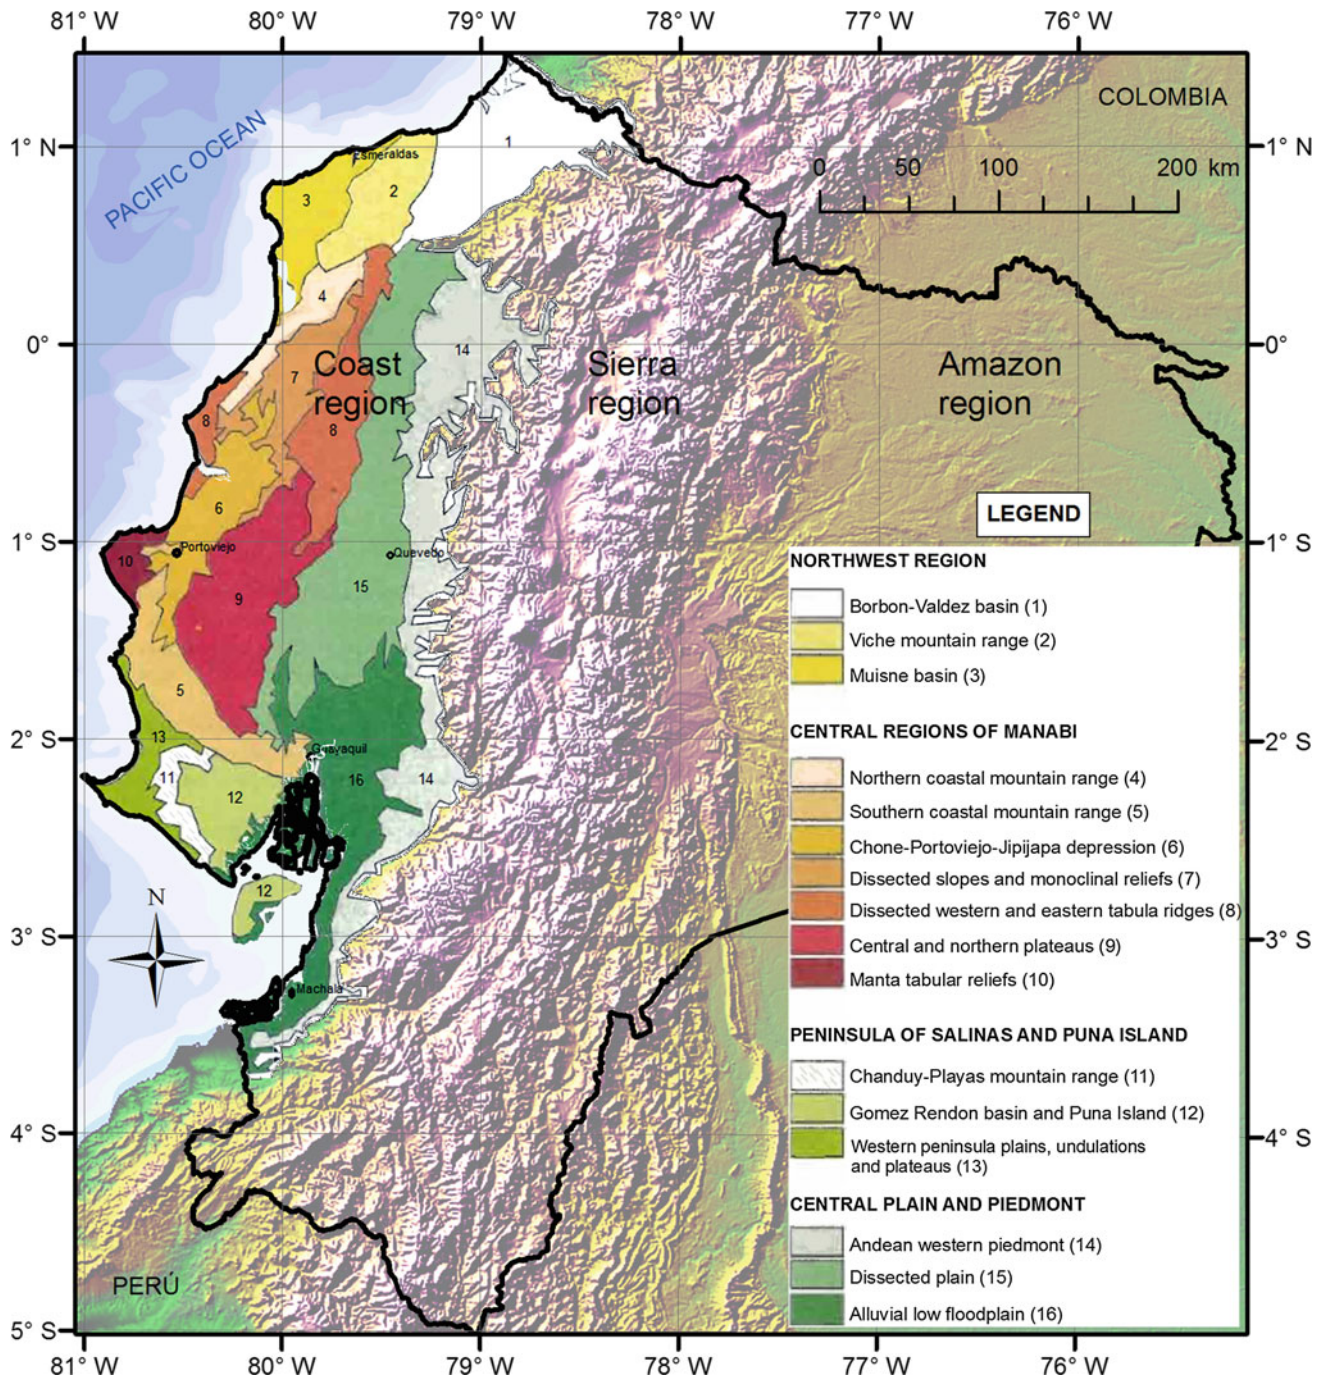 81° W 80° W 79° W 78° W 77° W 76° W
COLOMBIA
PACIFIC OCEAN
1° N
1° N
Esmeraldas
1
2
3
0 50 100 200 km
4
0°
0°
14
Coast
region
Sierra
region
Amazon
region
7
8
8
6
LEGEND
1° S
1° S
Portoviejo
Quevedo
10
9
15
5
13
2° S
2° S
Guayaquil
11
12
16
14
12
N
3° S
3° S
Machala
4° S
4° S
PERÚ
5° S
NORTHWEST REGION
Borbon-Valdez basin (1)
Viche mountain range (2)
Muisne basin (3)
CENTRAL REGIONS OF MANABI
Northern coastal mountain range (4)
Southern coastal mountain range (5)
Chone-Portoviejo-Jipijapa depression (6)
Dissected slopes and monoclinal reliefs (7)
Dissected western and eastern tabula ridges (8)
Central and northern plateaus (9)
Manta tabular reliefs (10)
PENINSULA OF SALINAS AND PUNA ISLAND
Chanduy-Playas mountain range (11)
Gomez Rendon basin and Puna Island (12)
Western peninsula plains, undulations
and plateaus (13)
CENTRAL PLAIN AND PIEDMONT
Andean western piedmont (14)
Dissected plain (15)
Alluvial low floodplain (16)
81° W 80° W 79° W 78° W 77° W 76° W